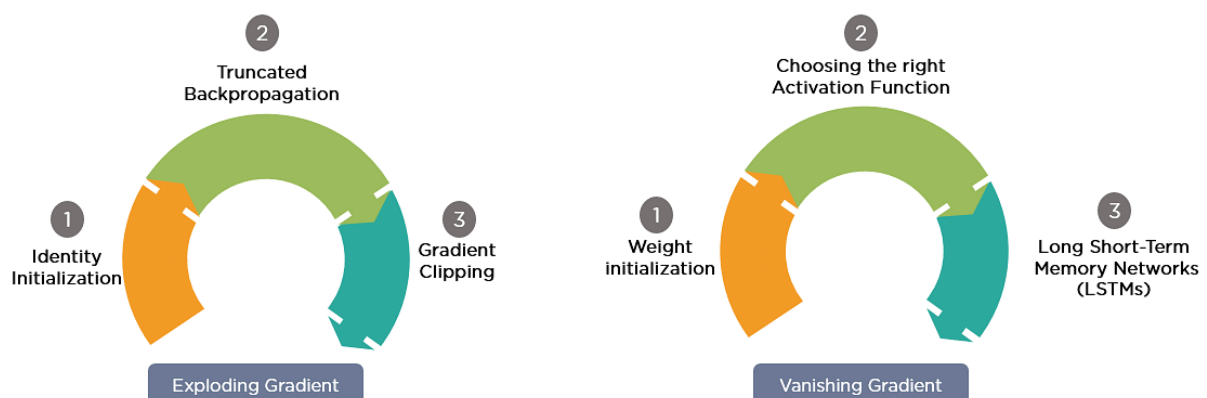 2
Truncated
Backpropagation
1
Identity
Initialization
3
Gradient
Clipping
Exploding Gradient
2
Choosing the right
Activation Function
1
Weight
initialization
3
Long Short-Term
Memory Networks
(LSTMs)
Vanishing Gradient